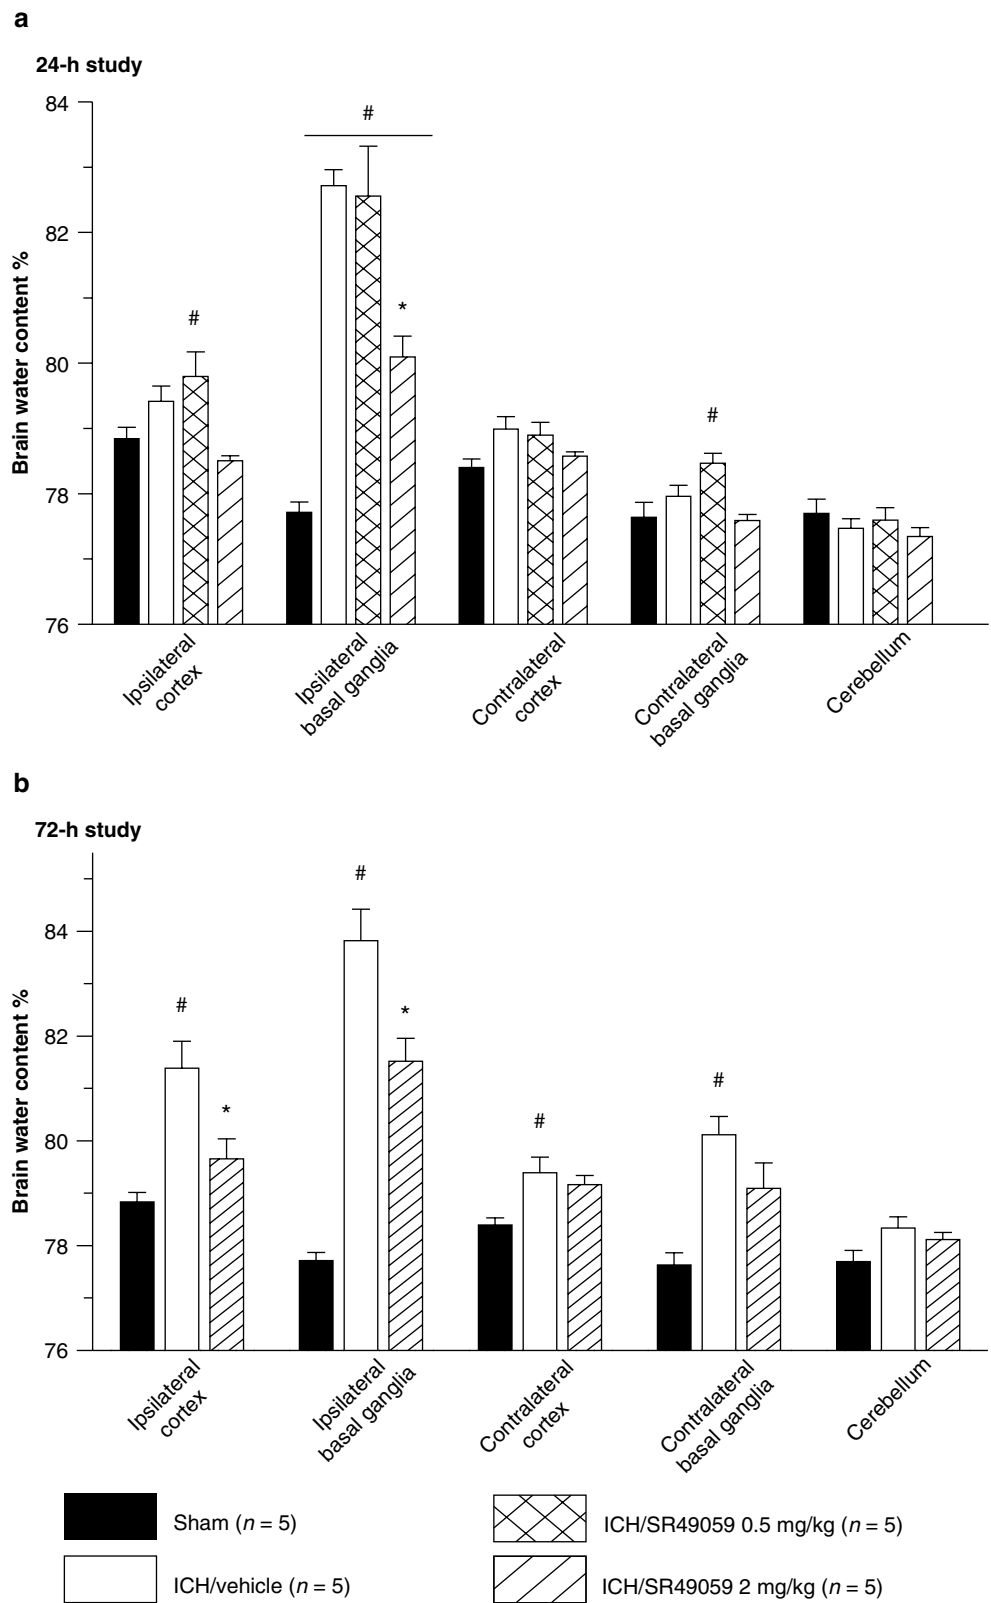 a
24-h study
Brain water content %
84
82
80
78
76
#
#
*
#
Ipsilateral
cortex
Ipsilateral
basal ganglia
Contralateral
cortex
Contralateral
basal ganglia
Cerebellum
b
72-h study
Brain water content %
84
82
80
78
76
#
*
#
*
#
#
Ipsilateral
cortex
Ipsilateral
basal ganglia
Contralateral
cortex
Contralateral
basal ganglia
Cerebellum
Sham (n = 5)
ICH/vehicle (n = 5)
ICH/SR49059 0.5 mg/kg (n = 5)
ICH/SR49059 2 mg/kg (n = 5)